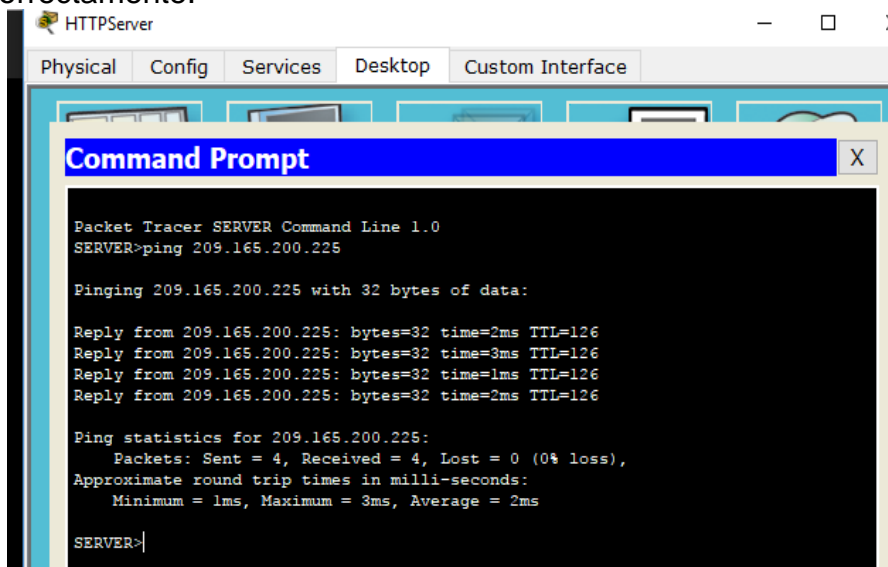 HTTPServer
Physical Config Services Desktop Custom Interface
Command Prompt X
Packet Tracer SERVER Command Line 1.0
SERVER>ping 209.165.200.225
Pinging 209.165.200.225 with 32 bytes of data:
Reply from 209.165.200.225: bytes=32 time=2ms TTL=126
Reply from 209.165.200.225: bytes=32 time=3ms TTL=126
Reply from 209.165.200.225: bytes=32 time=1ms TTL=126
Reply from 209.165.200.225: bytes=32 time=2ms TTL=126
Ping statistics for 209.165.200.225:
Packets: Sent = 4, Received = 4, Lost = 0 (0% loss),
Approximate round trip times in milli-seconds:
Minimum = 1ms, Maximum = 3ms, Average = 2ms
SERVER>